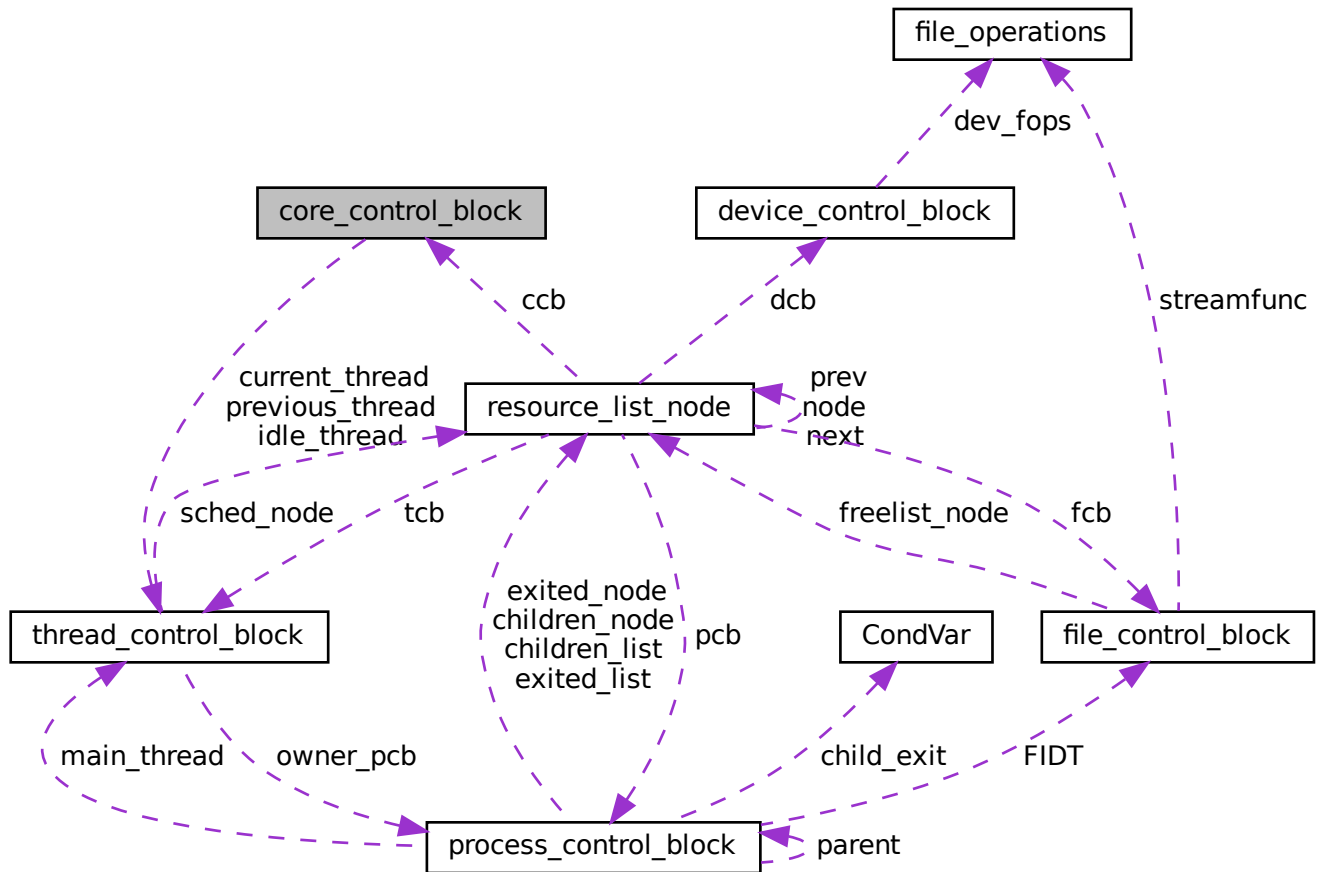 file_operations
dev_fops
core_control_block
device_control_block
ccb
dcb
streamfunc
current_thread
previous_thread
idle_thread
resource_list_node
prev
node
next
sched_node
tcb
freelist_node
fcb
exited_node
children_node
children_list
exited_list
pcb
thread_control_block
CondVar
file_control_block
main_thread
owner_pcb
child_exit
FIDT
process_control_block
parent